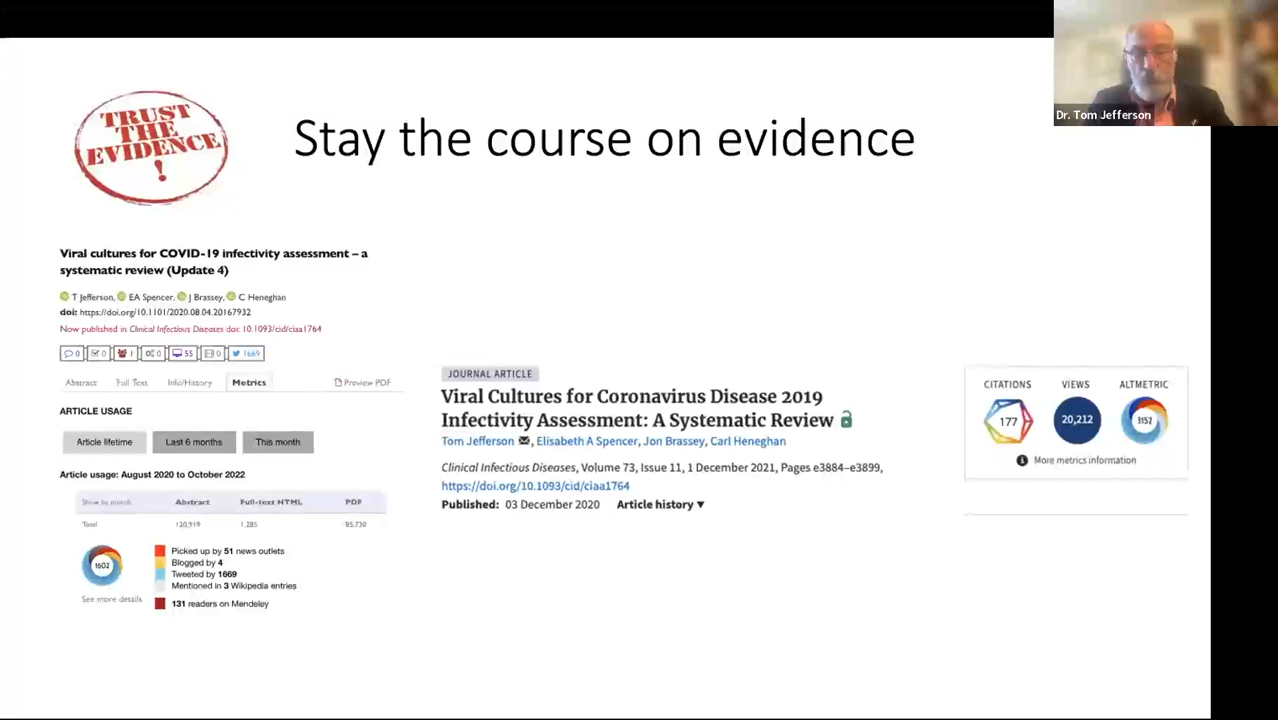 Dr. Tom Jefferson
TRUST
THE
EVIDENCE
!
Stay the course on evidence
Viral cultures for COVID-19 infectivity assessment – a
systematic review (Update 4)
T Jefferson, EA Spencer, J Brassey, C Heneghan
doi: https://doi.org/10.1101/2020.08.04.20167932
Now published in Clinical Infectious Diseases doi: 10.1093/cid/ciaa1764
0 0 1 0 55 0 1669
Abstract Full Text Info/History Metrics Preview PDF
ARTICLE USAGE
Article lifetime Last 6 months This month
Article usage: August 2020 to October 2022
Show by month Abstract Full-text HTML PDF
Total 120,919 1,285 85,730
1602
Picked up by 51 news outlets
Blogged by 4
Tweeted by 1669
Mentioned in 3 Wikipedia entries
See more details
131 readers on Mendeley
JOURNAL ARTICLE
Viral Cultures for Coronavirus Disease 2019
Infectivity Assessment: A Systematic Review
Tom Jefferson, Elisabeth A Spencer, Jon Brassey, Carl Heneghan
Clinical Infectious Diseases, Volume 73, Issue 11, 1 December 2021, Pages e3884–e3899,
https://doi.org/10.1093/cid/ciaa1764
Published: 03 December 2020 Article history ▼
CITATIONS VIEWS ALTMETRIC
177 20,212 3152
More metrics information